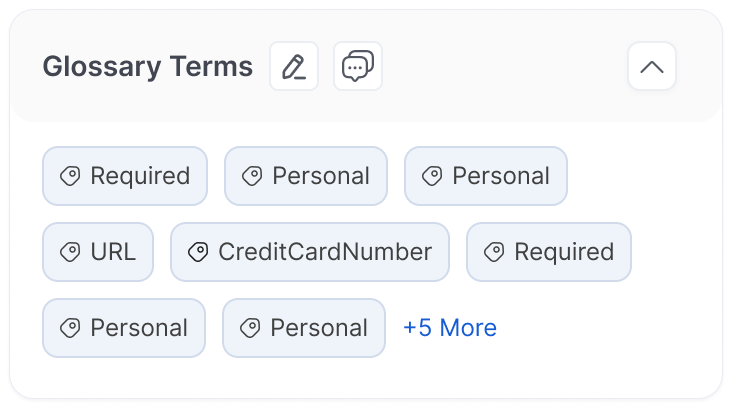 Glossary Terms
Required Personal Personal
URL CreditCardNumber Required
Personal Personal +5 More